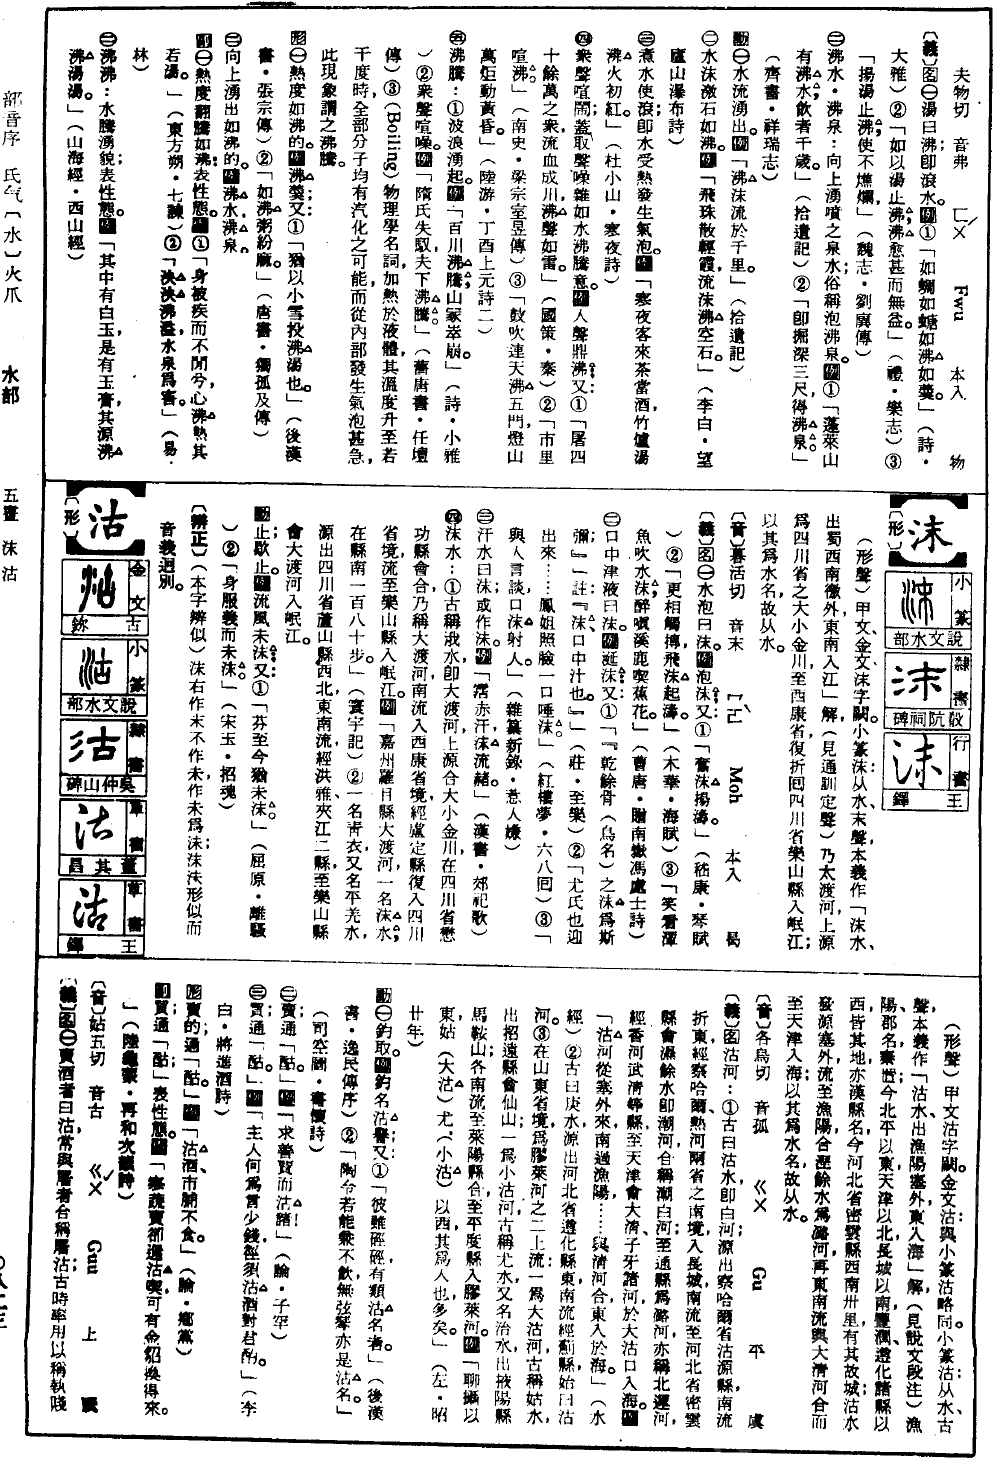 夫物切 音弗 ㄈㄨˊ Fwu 本入 物
〔義〕名㊀湯曰沸卽滾水。例①「如蜩如螗如沸如羹。」(詩·
大雅)②「如以湯止沸沸愈甚而無益。」(禮·樂志)③
「揚湯止沸使不燋爛」(魏志·劉廙傳)
㊁沸水·沸泉:向上湧噴之泉水;俗稱泡沸泉。例①「蓬萊山
有沸水飲者千歲。」(拾遺記)②「卽掘深三尺得沸泉」
(齊書·祥瑞志)
動㊀水流湧出。例「沸沫流於千里。」(拾遺記)
㊁水沫激石如沸。例「飛珠散輕霞,流沫沸穹石。」(李白·望
廬山瀑布詩)
㊂煮水使滾卽水受熱發生氣泡。例「寒夜客來茶當酒,竹爐湯
沸火初紅。」(杜小山·寒夜詩)
㊃衆聲喧鬧;蓋取聲噪雜如水沸騰意。例人聲鼎沸又:①「屠四
十餘萬之衆流血成川沸聲如雷。」(國策·秦)②「市里
喧沸」(南史·梁宗室昱傳)③「鼓吹連天沸五門,燈山
萬炬動黃昏。」(陸游·丁酉上元詩二)
㊄沸騰:①波浪湧起。例「百川沸騰,山冢崒崩。」(詩·小雅
)②衆聲喧噪。例「隋氏失馭,夫下沸騰。」(舊唐書·任壇
傳)③(Boiling)物理學名詞加熱於液體,其溫度升至若
干度時,全部分子均有汽化之可能而從內部發生氣泡甚急,
此現象謂之沸騰。
形㊀熱度如沸的。例沸羹又:①「猶以小雪投沸湯也。」(後漢
書·張宗傳)②「如沸粥紛麻。」(唐書·獨孤及傳)
㊁向上湧出如沸的。例沸水,沸泉。
副㊀熱度翻騰如沸;表性態。例①「身被疾而不閒兮,心沸熱其
若湯。」(東方朔·七諫)②「泱泱沸溢水泉爲害」(易·
林)
㊁沸沸:水騰湧貌;表性態。例「其中有白玉,是有玉膏,其源沸
沸湯湯。」(山海經·西山經)
沫
〔形〕
小篆
說文水部
隸書
敬阬祠碑
行書
王鐸
(形聲)甲文、金文沫字闕。小篆沫:从水、末聲,本義作「沫水、
出蜀西南徼外,東南入江」解,(見通訓定聲)乃大渡河上源
爲四川省之大小金川,至西康省復折囘四川省樂山縣入岷江;
以其爲水名,故从水。
〔音〕暮活切 音末 ㄇㄛˋ Moh 本入 曷
〔義〕名㊀水泡曰沫。例泡沫又:①「奮沫揚濤。」(嵇康·琴賦
)②「更相觸搏,飛沫起濤。」(木華·海賦)③「笑看潭
魚吹水沫,醉嗔溪鹿喫蕉花。」(曹唐·贈南嶽馮處士詩)
㊁口中津液曰沫。例涎沫又:①「『乾餘骨(鳥名)之沫爲斯
彌』:註『沫:口中汁也。』」(莊·至樂)②「尤氏也迎
出來……鳳姐照臉一口唾沫」(紅樓夢·六八回)③「
與人言談,口沫射人。」(雜纂新錄·惹人嫌)
㊂汗水曰沫;或作沬。例「霑赤汗沫流赭。」(漢書·郊祀歌)
㊃沫水:①古稱涐水,卽大渡河,上源合大小金川在四川省懋
功縣會合,乃稱大渡河,南流入西康省境,經盧定縣復入四川
省境,流至樂山縣入岷江。例「嘉州羅目縣大渡河一名沫水,
在縣南一百八十步。」(寰宇記)②一名靑衣,又名平羌水,
源出四川省蘆山縣西北,東南流經洪、雅、夾江二縣至樂山縣
會大渡河入岷江。
動止歇;止。例流風未沫又:①「芬至今猶未沫。」(屈原·離騷
)②「身服義而未沫。」(宋玉·招魂)
〔辨正〕(本字辨似)沫右作末,不作未,作未爲沬;沫沬形似而
音義迥別。
沽
〔形〕
金文
古鉥
小篆
說文水部
隸書
吳仲山碑
草書
董其昌
草書
王鐸
(形聲)甲文沽字闕。金文沽與小篆沽略同。小篆沽:从水、古
聲,本義作「沽水出漁陽塞外,東入海」解,(見說文段注)漁
陽郡名,秦置,今北平以東,天津以北,長城以南,豐潤、遵化諸縣以
西皆其地;亦漢縣名,今河北省密雲縣西南卅里有其故城;沽水
發源塞外,流至漁陽合溼餘水爲潞河,再東南流與大清河合而
至天津入海;以其爲水名,故从水。
〔音〕各烏切 音孤 ㄍㄨ Gu 平 虞
〔義〕名沽河:①古曰沽水,卽白河,源出察哈爾省沽源縣,南流
折東,經察哈爾、熱河兩省之南境,入長城南流至河北省密雲
縣會瀑餘水,卽潮河合稱潮白河;至通縣爲潞河,亦稱北運河,
經香河武淸等縣至天津會大淸、子牙諸河於大沽口入海。例
「沽河從塞外來,南過漁陽……與淸河合東入於海。」(水
經)②古曰庚水,源出河北省遵化縣,東南流經薊縣始曰沽
河。③在山東省境,爲膠萊河之二上流;一爲大沽河,古稱姑水,
出招遠縣會仙山;一爲小沽河,古稱尤水,又名治水,出掖陽縣
馬鞍山,各南流至萊陽縣合至平度縣入膠萊河。例「聊攝以
東,姑(大沽)尤(小沽)以西,其爲人也多矣。」(左·昭
廿年)
動㊀釣取。例釣名沽譽又:①「彼雖硜硜有類沽名者。」(後漢
書·逸民傳序)②「陶令若能兼不飲,無弦琴亦是沽名。」
(司空圖·書懷詩)
㊁賣;通「酤。」例「求善賈而沽諸。」(論·子罕)
㊂買;通「酤。」例「主人何爲言少錢,徑須沽酒對君酌。」(李
白·將進酒詩)
形賣的;通「酤。」例「沽酒市脯不食。」(論·鄉黨)
副買;通「酤;」表性態。例「寒蔬賣卻還沽喫,可有金貂換得來。
」(陸龜蒙·再和次韻詩)
〔音〕姑五切 音古 ㄍㄨˇ Guu 上 麌
〔義〕名㊀賣酒者曰沽;常與屠者合稱屠沽;古時率用以稱執賤
部首序 氏气〔水〕火爪 水部 五畫 沫 沽